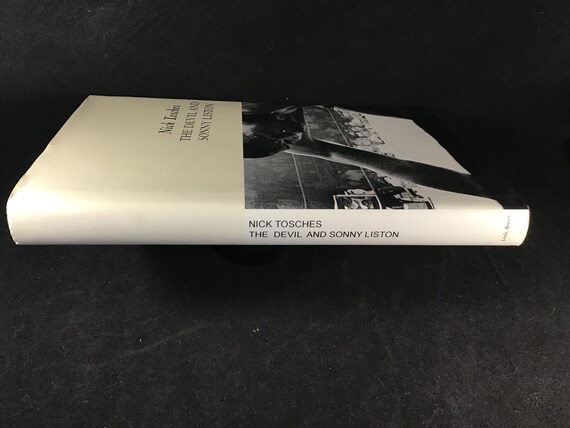 Nick Tosches
THE DEVIL AND
SONNY LISTON
NICK TOSCHES
THE DEVIL AND SONNY LISTON
Little, Brown